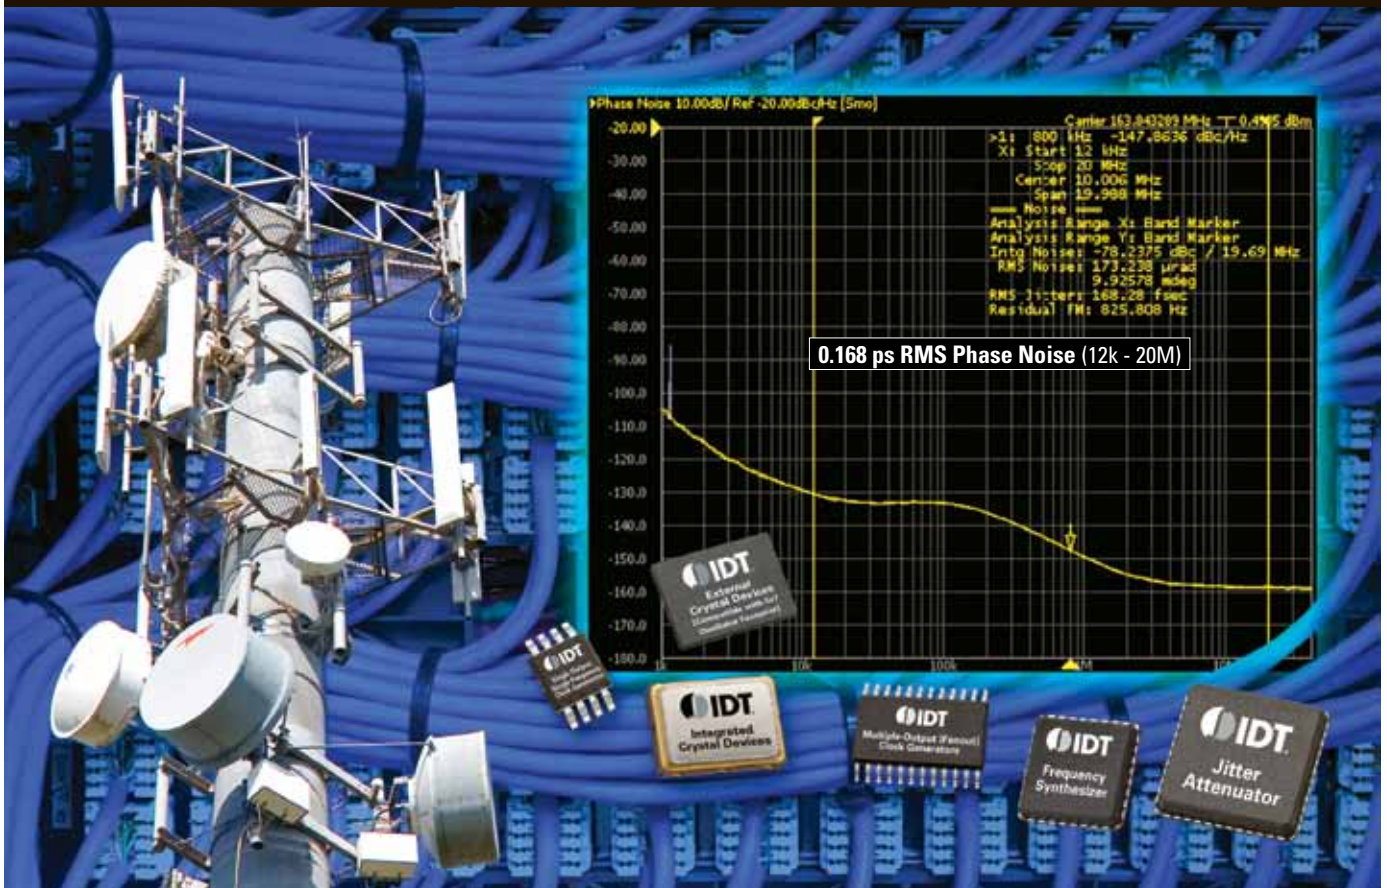 Phase Noise 10.00dB/ Ref -20.00dBc/Hz [Smo]
Carrier 163.843289 MHz
>1: 800 kHz -147.8636 dBc/Hz
X: Start 12 kHz
Stop 20 MHz
Center 10.006 MHz
Span 19.988 MHz
Noise
Analysis Range X: Band Marker
Analysis Range Y: Band Marker
Intg Noise: -78.2375 dBc / 19.69 MHz
RMS Noise: 173.238 µrad
9.92578 mdeg
RMS Jitter: 168.28 fsec
Residual FM: 825.808 Hz
-20.00
-30.00
-40.00
-50.00
-60.00
-70.00
-80.00
-90.00
-100.0
-110.0
-120.0
-130.0
-140.0
-150.0
-160.0
-170.0
-180.0
1k 10k 100k
0.168 ps RMS Phase Noise (12k - 20M)
IDT
External
Crystal Devices
IDT
IDT
Integrated
Crystal Devices
IDT
Multiple-Output (Fanout)
Clock Generators
IDT
Frequency
Synthesizer
IDT.
Jitter
Attenuator